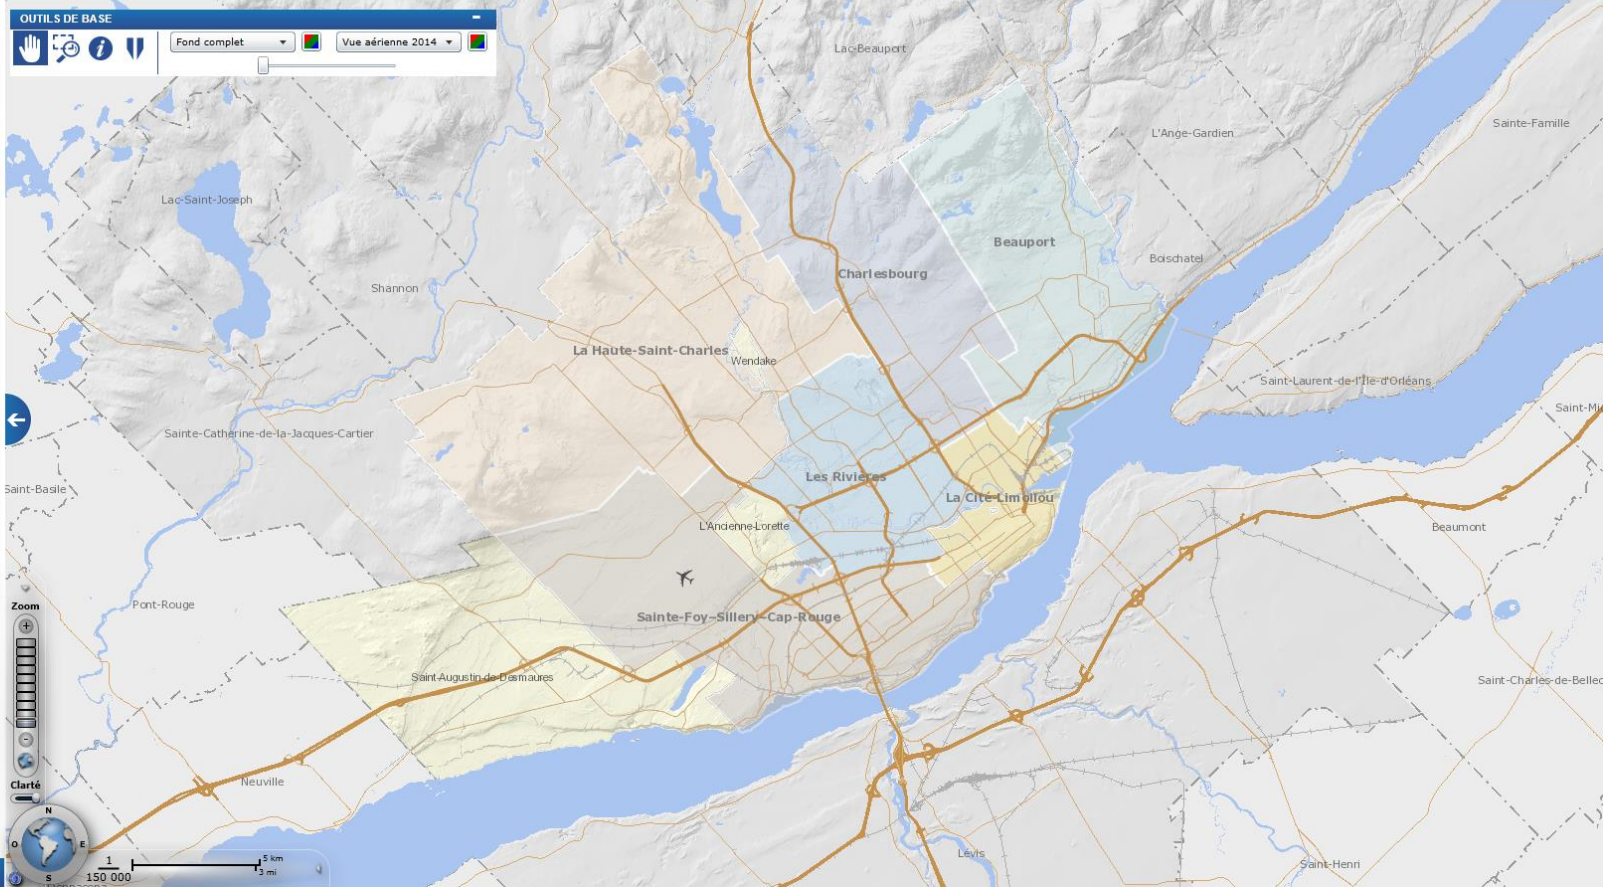 OUTILS DE BASE
Fond complet
Vue aérienne 2014
Lac-Beauport
L'Ange-Gardien
Sainte-Famille
Lac-Saint-Joseph
Beauport
Boischatel
Charlesbourg
Shannon
La Haute-Saint-Charles
Wendake
Saint-Laurent-de-l'Île-d'Orléans
Saint-Mi
Sainte-Catherine-de-la-Jacques-Cartier
Les Rivières
Saint-Basile
La Cité-Limoilou
L'Ancienne-Lorette
Beaumont
Pont-Rouge
Zoom
Sainte-Foy–Sillery–Cap-Rouge
Saint-Augustin-de-Desmaures
Saint-Charles-de-Bellec
Neuville
Clarté
N
O
E
S
1
150 000
5 km
3 mi
Lévis
Saint-Henri